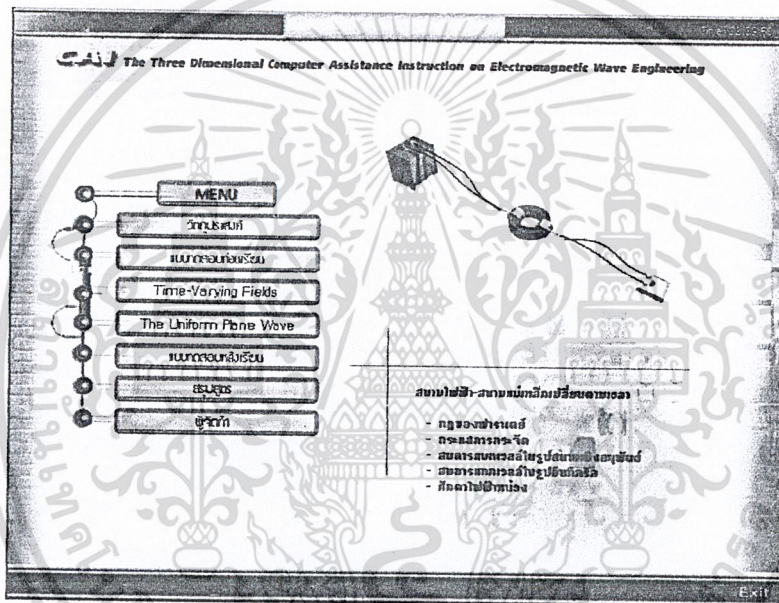 CAI The Three Dimensional Computer Assistance Instruction on Electromagnetic Wave Engineering
MENU
วัตถุประสงค์
แบบทดสอบก่อนเรียน
Time-Varying Fields
The Uniform Plane Wave
แบบทดสอบหลังเรียน
สรุปสูตร
ผู้จัดทำ
สนามไฟฟ้า-สนามแม่เหล็กเปลี่ยนตามเวลา
- กฎของฟาราเดย์
- กระแสการกระจัด
- สมการแมกเวลล์ในรูปสมการเชิงอนุพันธ์
- สมการแมกเวลล์ในรูปอินทิกรัล
- ศักดาไฟฟ้าหน่วง
Exit